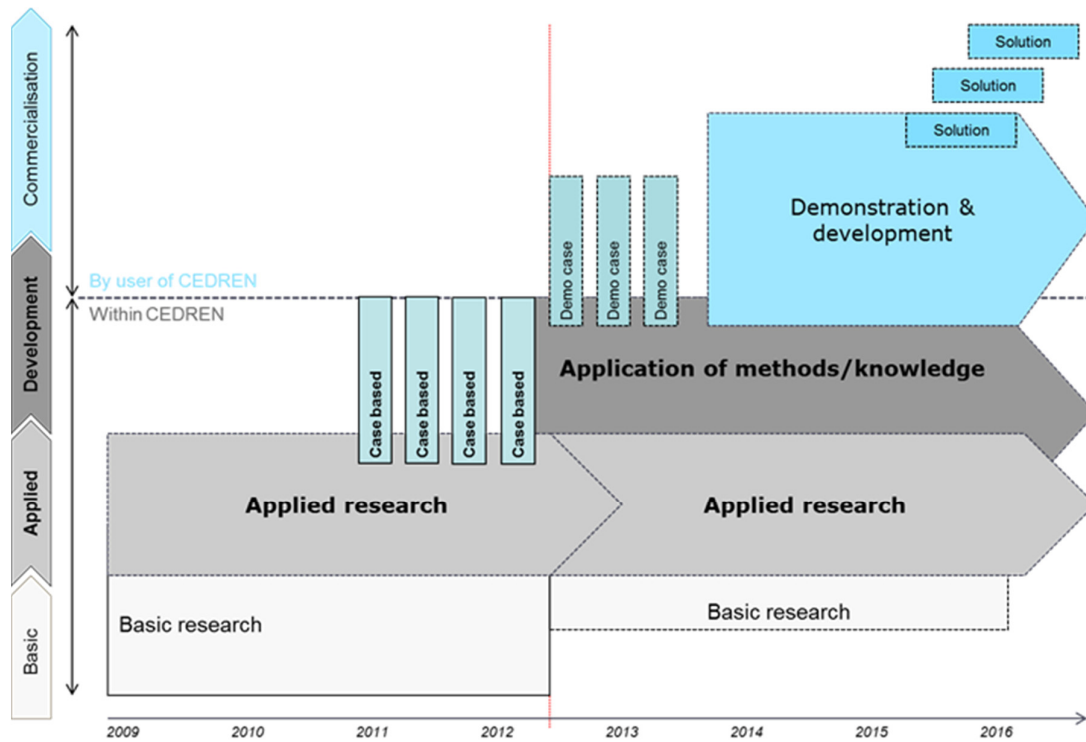 Commercialisation
Development
Applied
Basic
Solution
Solution
Solution
Demonstration &
development
Demo case
Demo case
Demo case
By user of CEDREN
Within CEDREN
Case based
Case based
Case based
Case based
Application of methods/knowledge
Applied research
Applied research
Basic research
Basic research
2009
2010
2011
2012
2013
2014
2015
2016